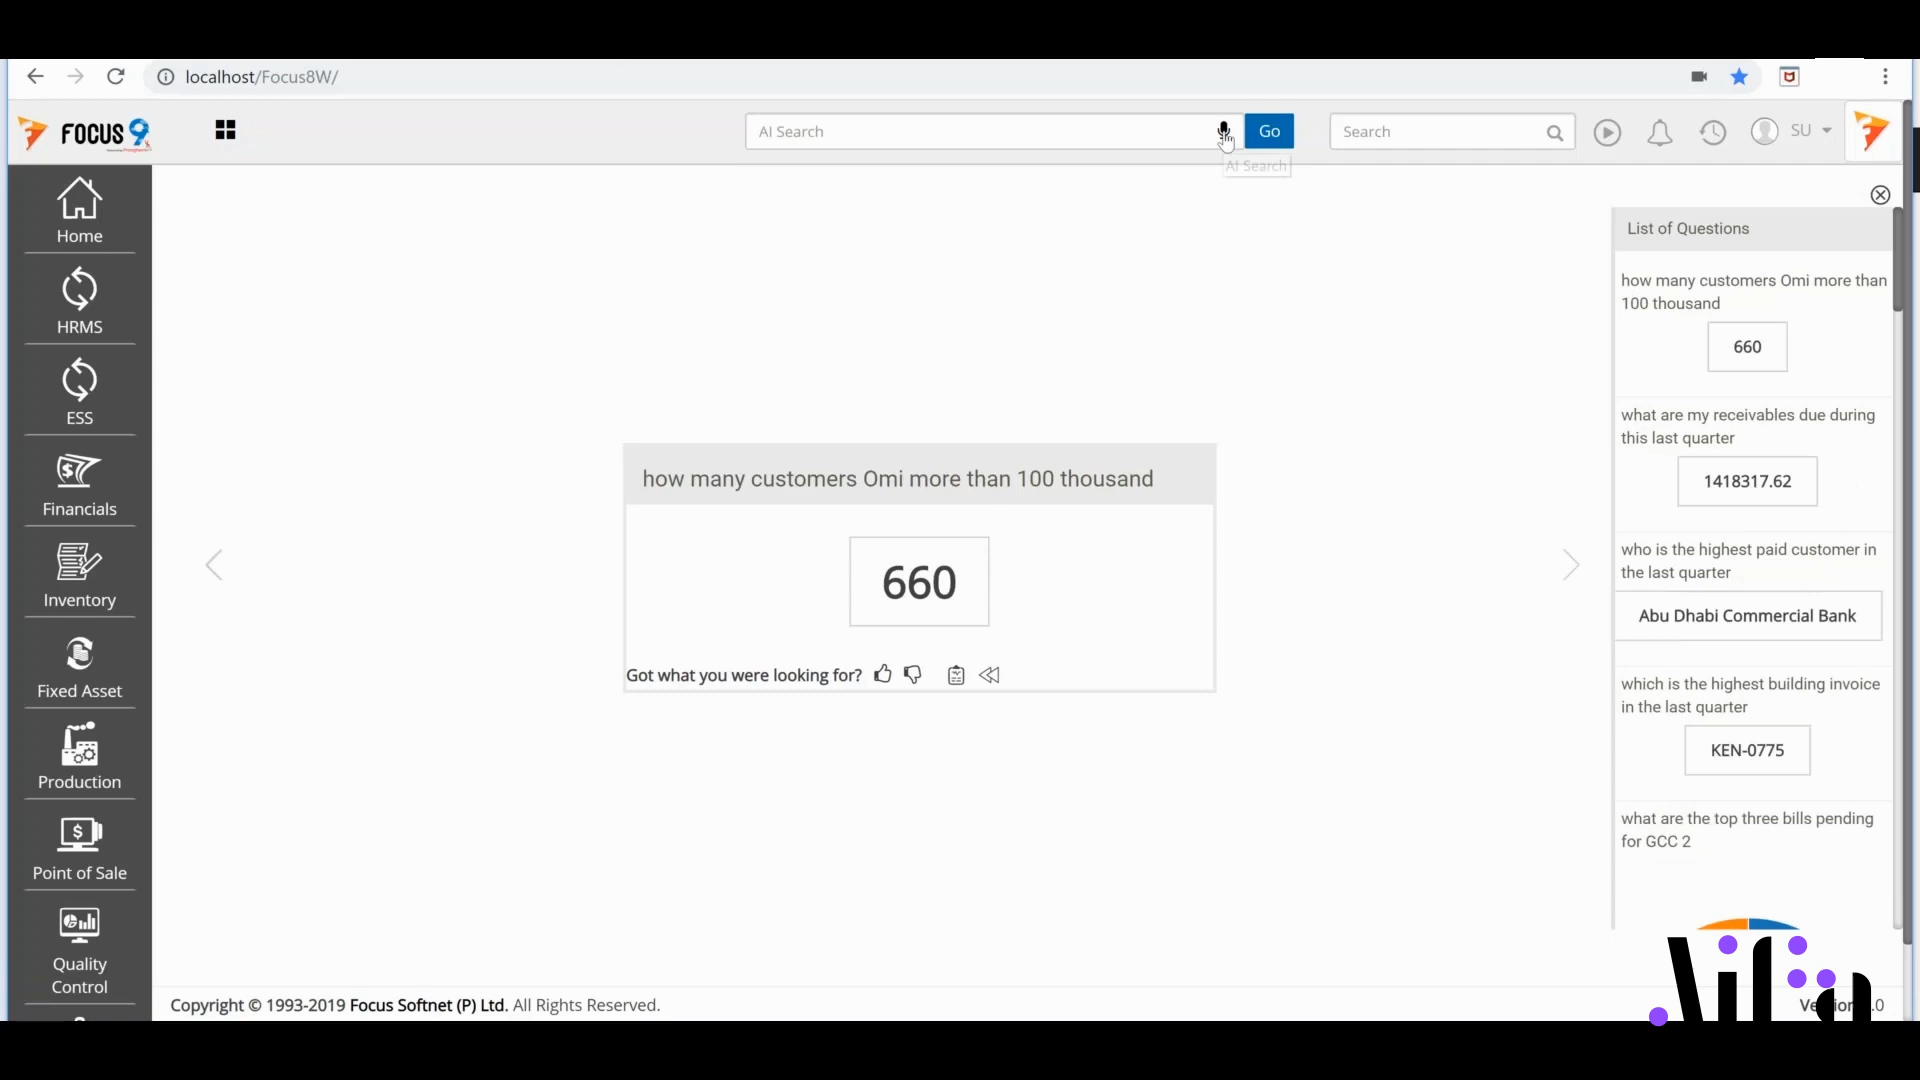 localhost/Focus8W/
FOCUS 9
AI Search
Go
Search
SU
AI Search
Home
HRMS
ESS
Financials
Inventory
Fixed Asset
Production
Point of Sale
Quality
Control
how many customers Omi more than 100 thousand
660
Got what you were looking for?
List of Questions
how many customers Omi more than
100 thousand
660
what are my receivables due during
this last quarter
1418317.62
who is the highest paid customer in
the last quarter
Abu Dhabi Commercial Bank
which is the highest building invoice
in the last quarter
KEN-0775
what are the top three bills pending
for GCC 2
Copyright © 1993-2019 Focus Softnet (P) Ltd. All Rights Reserved.